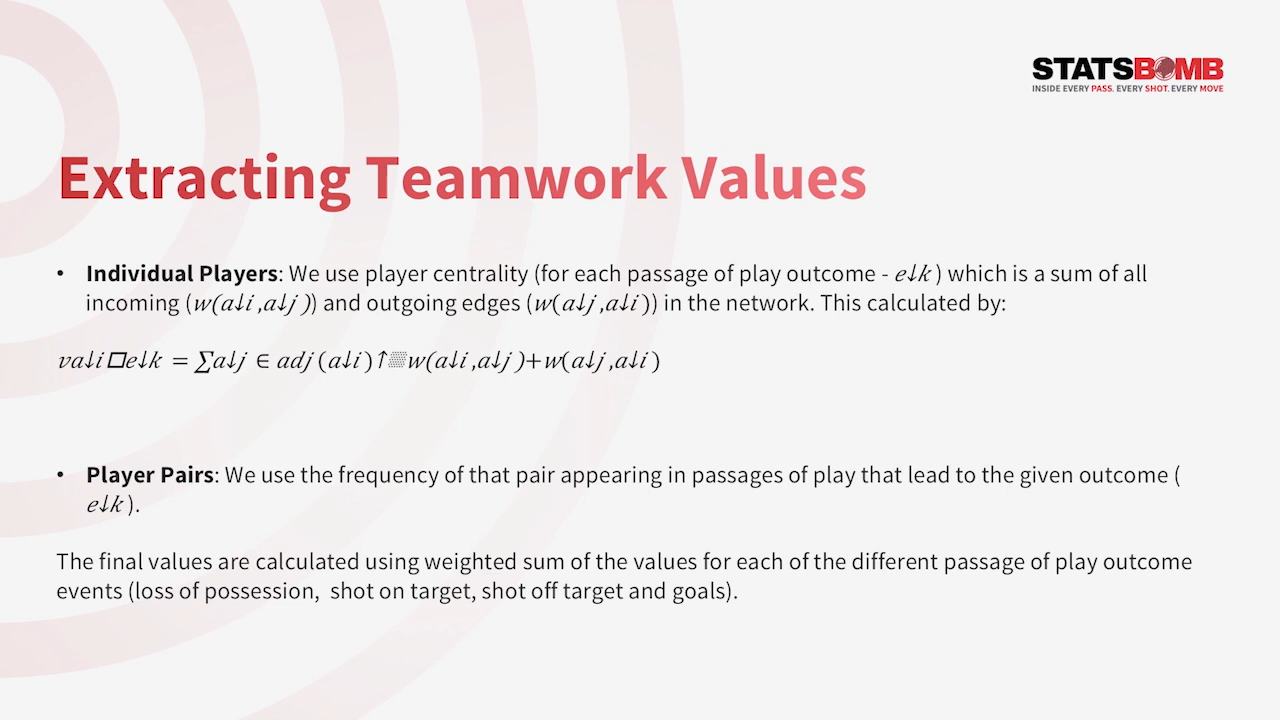 STATSBOMB
INSIDE EVERY PASS. EVERY SHOT. EVERY MOVE
Extracting Teamwork Values
• Individual Players: We use player centrality (for each passage of play outcome - e↓k ) which is a sum of all
incoming (w(a↓i ,a↓j )) and outgoing edges (w(a↓j ,a↓i )) in the network. This calculated by:
va↓i □e↓k = ∑a↓j ∈ adj (a↓i ) ↑▒w(a↓i ,a↓j )+w(a↓j ,a↓i )
• Player Pairs: We use the frequency of that pair appearing in passages of play that lead to the given outcome (
e↓k ).
The final values are calculated using weighted sum of the values for each of the different passage of play outcome
events (loss of possession,  shot on target, shot off target and goals).